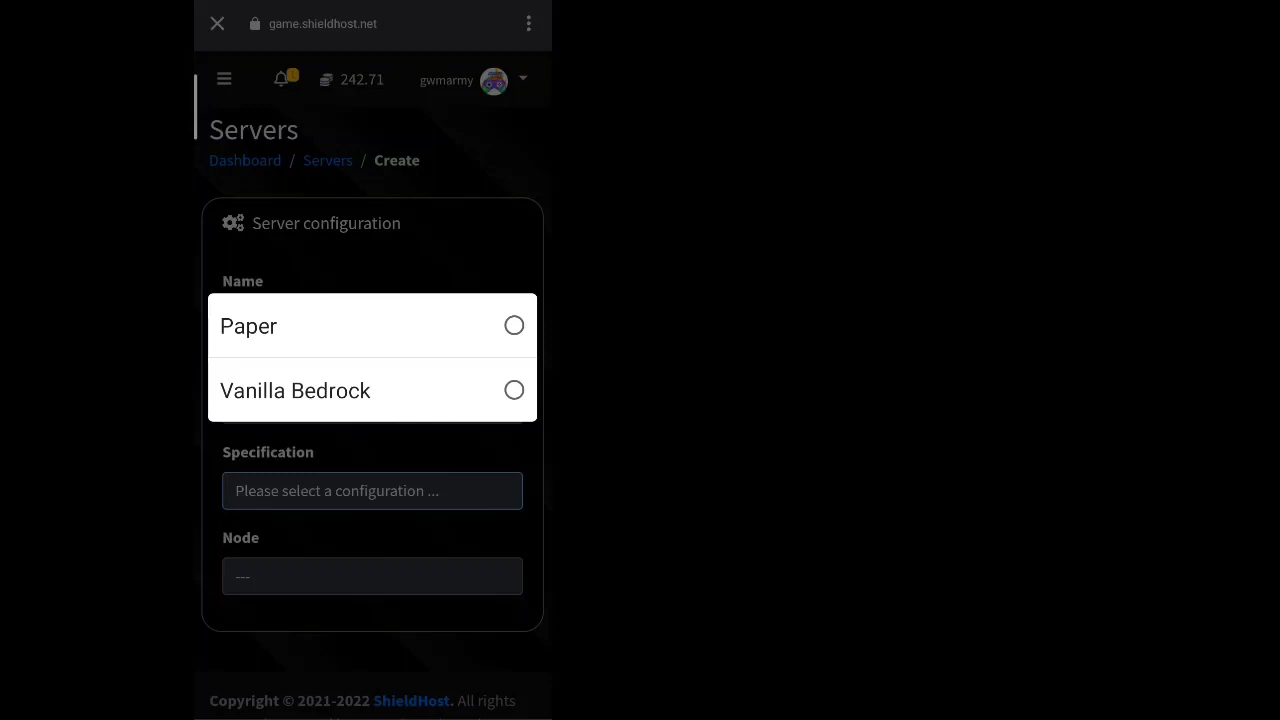 game.shieldhost.net
242.71
gwmarmy
Servers
Dashboard / Servers / Create
Server configuration
Name
Paper
Vanilla Bedrock
Specification
Please select a configuration ...
Node
---
Copyright © 2021-2022 ShieldHost. All rights